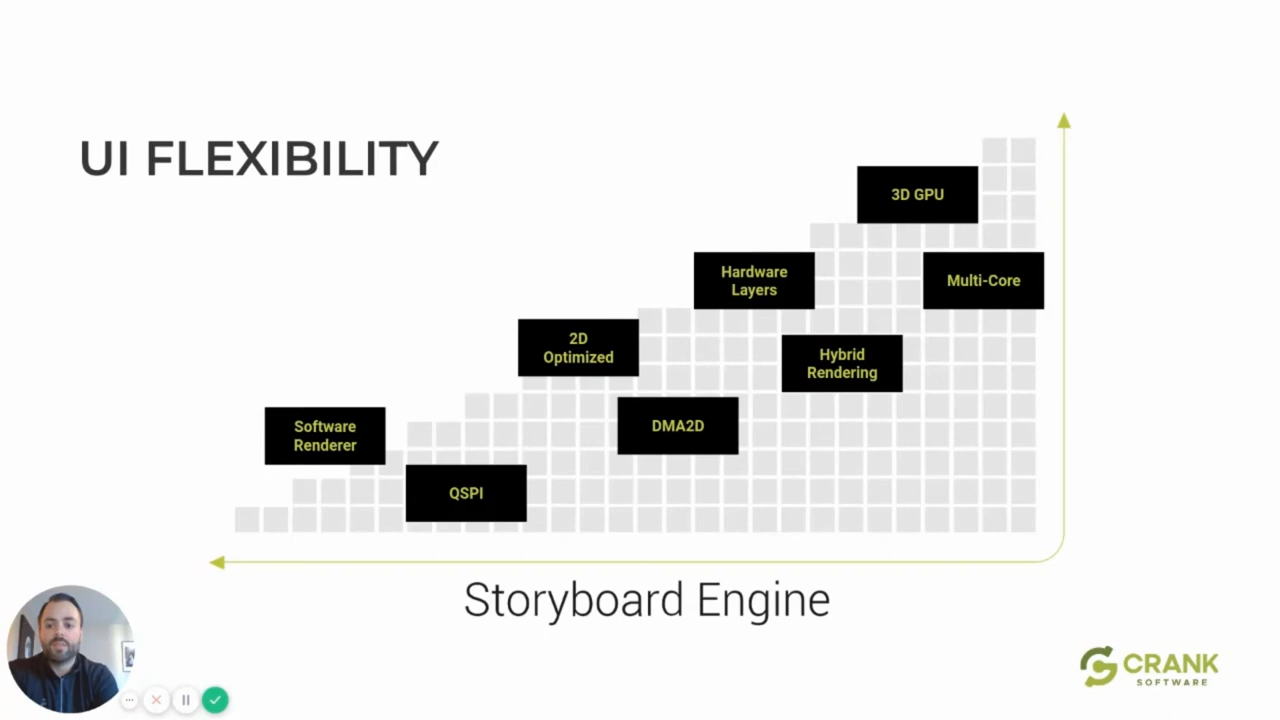 UI FLEXIBILITY
3D GPU
Hardware
Layers
Multi-Core
2D
Optimized
Hybrid
Rendering
Software
Renderer
DMA2D
QSPI
Storyboard Engine
CRANK
SOFTWARE